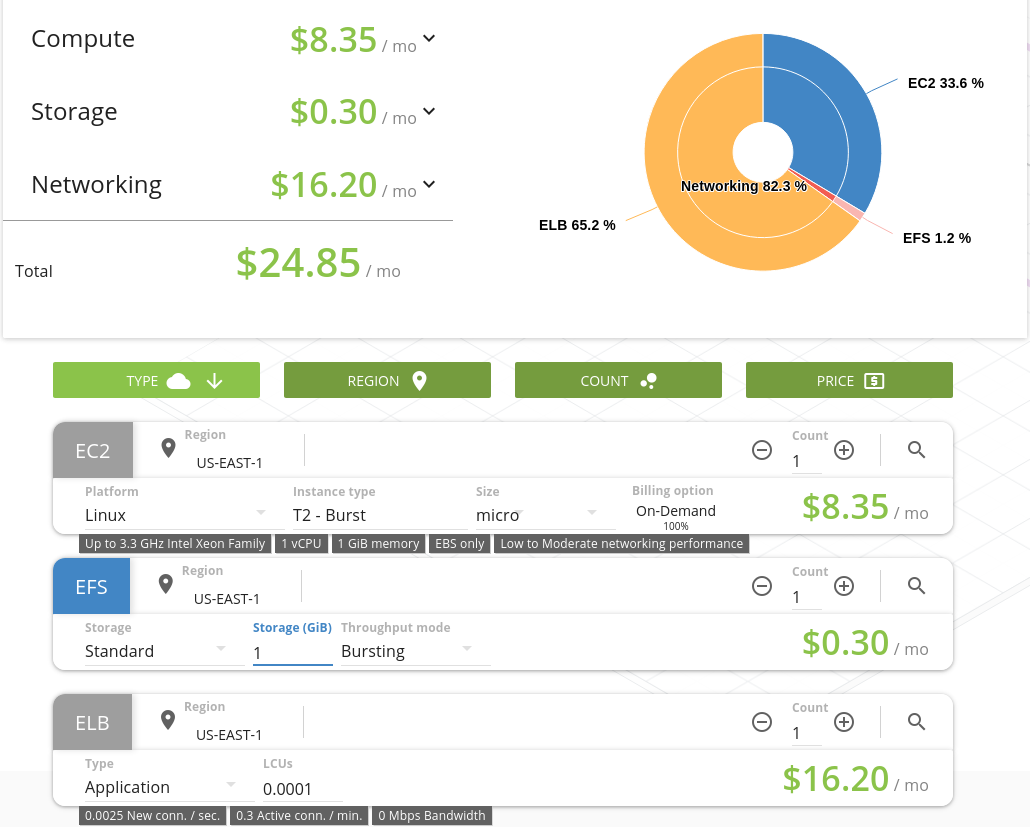 Compute $8.35 / mo
Storage $0.30 / mo
Networking $16.20 / mo
Total $24.85 / mo
EC2 33.6 %
Networking 82.3 %
ELB 65.2 %
EFS 1.2 %
TYPE REGION COUNT PRICE
EC2 Region Count
US-EAST-1 1
Platform Instance type Size Billing option
Linux T2 - Burst micro On-Demand $8.35 / mo
100%
Up to 3.3 GHz Intel Xeon Family 1 vCPU 1 GiB memory EBS only Low to Moderate networking performance
EFS Region Count
US-EAST-1 1
Storage Storage (GiB) Throughput mode
Standard 1 Bursting $0.30 / mo
ELB Region Count
US-EAST-1 1
Type LCUs
Application 0.0001 $16.20 / mo
0.0025 New conn. / sec. 0.3 Active conn. / min. 0 Mbps Bandwidth